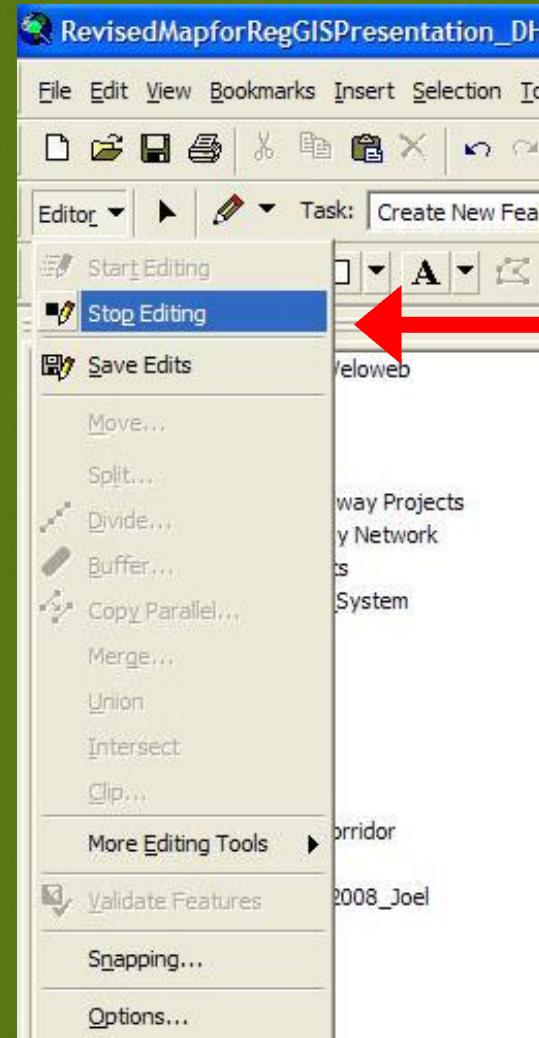 RevisedMapforRegGISPresentation_DH
File Edit View Bookmarks Insert Selection To
Editor Task: Create New Fea
Start Editing
A
Stop Editing
Save Edits
Veloweb
Move...
Split...
way Projects
Divide...
y Network
Buffer...
ts
Copy Parallel...
System
Merge...
Union
Intersect
Clip...
More Editing Tools
orridor
Validate Features
2008_Joel
Snapping...
Options...